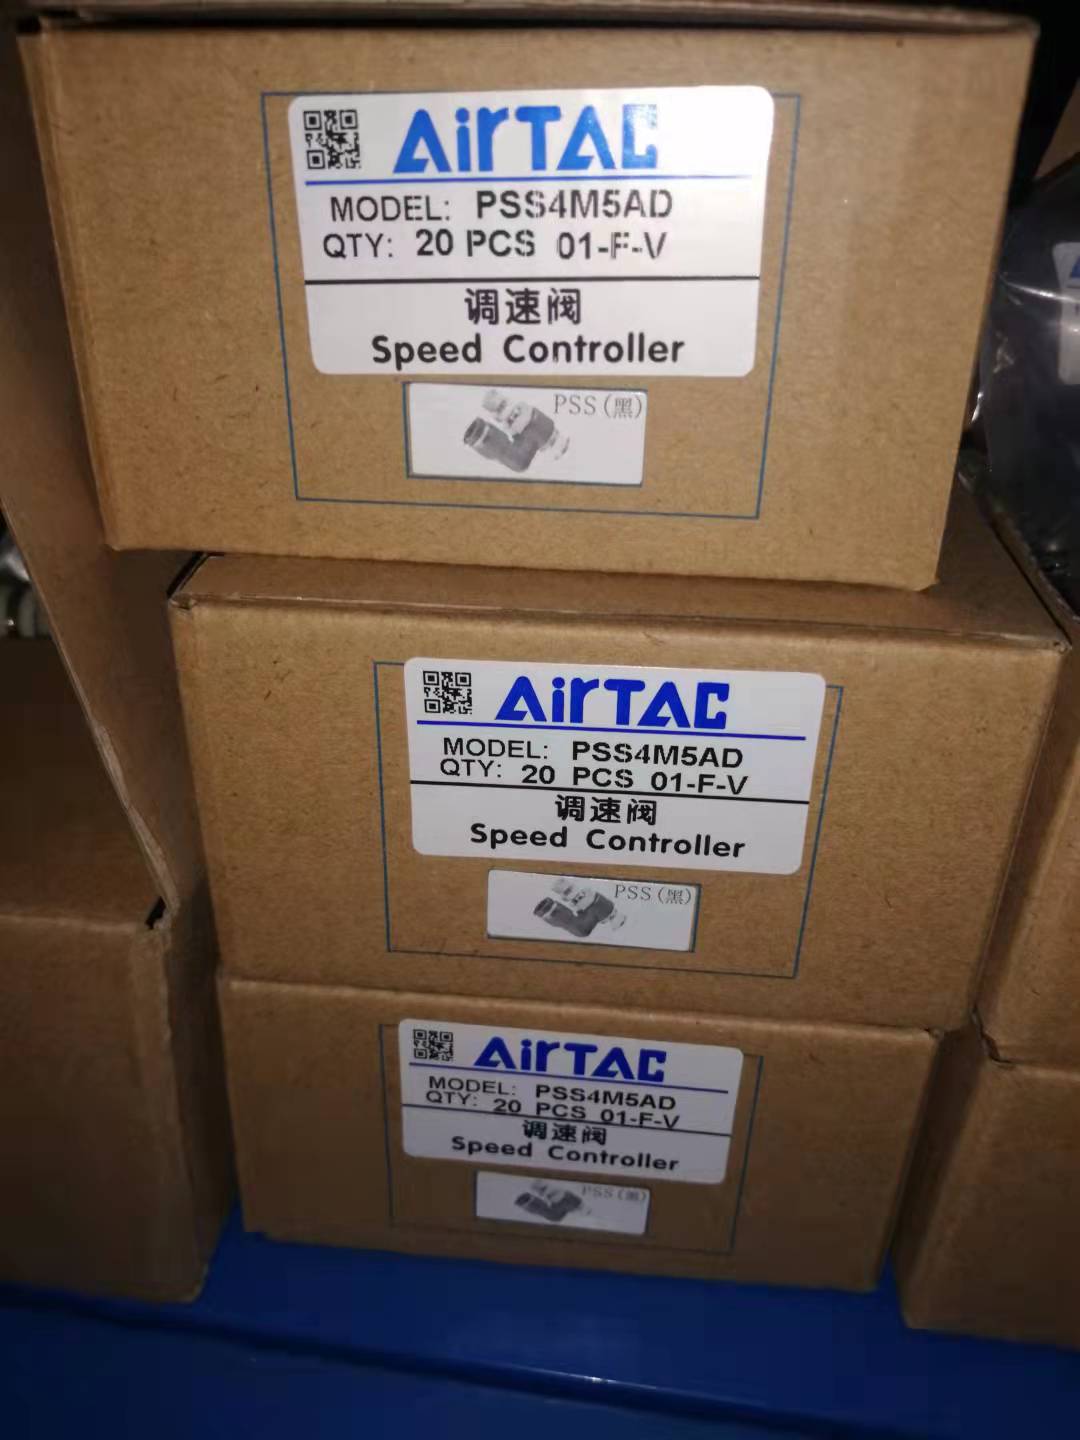 AirTAC
MODEL: PSS4M5AD
QTY: 20 PCS 01-F-V
调速阀
Speed Controller
PSS(黑)
AirTAC
MODEL: PSS4M5AD
QTY: 20 PCS 01-F-V
调速阀
Speed Controller
PSS(黑)
AirTAC
MODEL: PSS4M5AD
QTY: 20 PCS 01-F-V
调速阀
Speed Controller
PSS(黑)